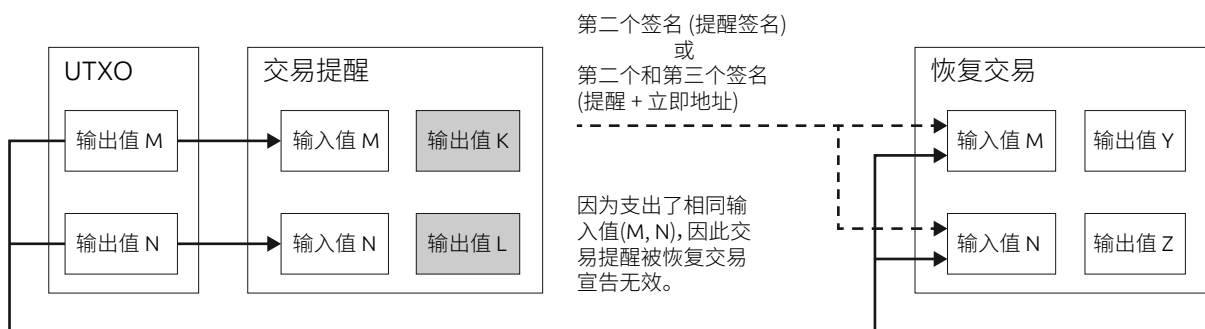 UTXO
输出值 M
输出值 N
交易提醒
输入值 M
输出值 K
输入值 N
输出值 L
第二个签名 (提醒签名)
或
第二个和第三个签名
(提醒 + 立即地址)
因为支出了相同输
入值(M, N)，因此交
易提醒被恢复交易
宣告无效。
恢复交易
输入值 M
输出值 Y
输入值 N
输出值 Z